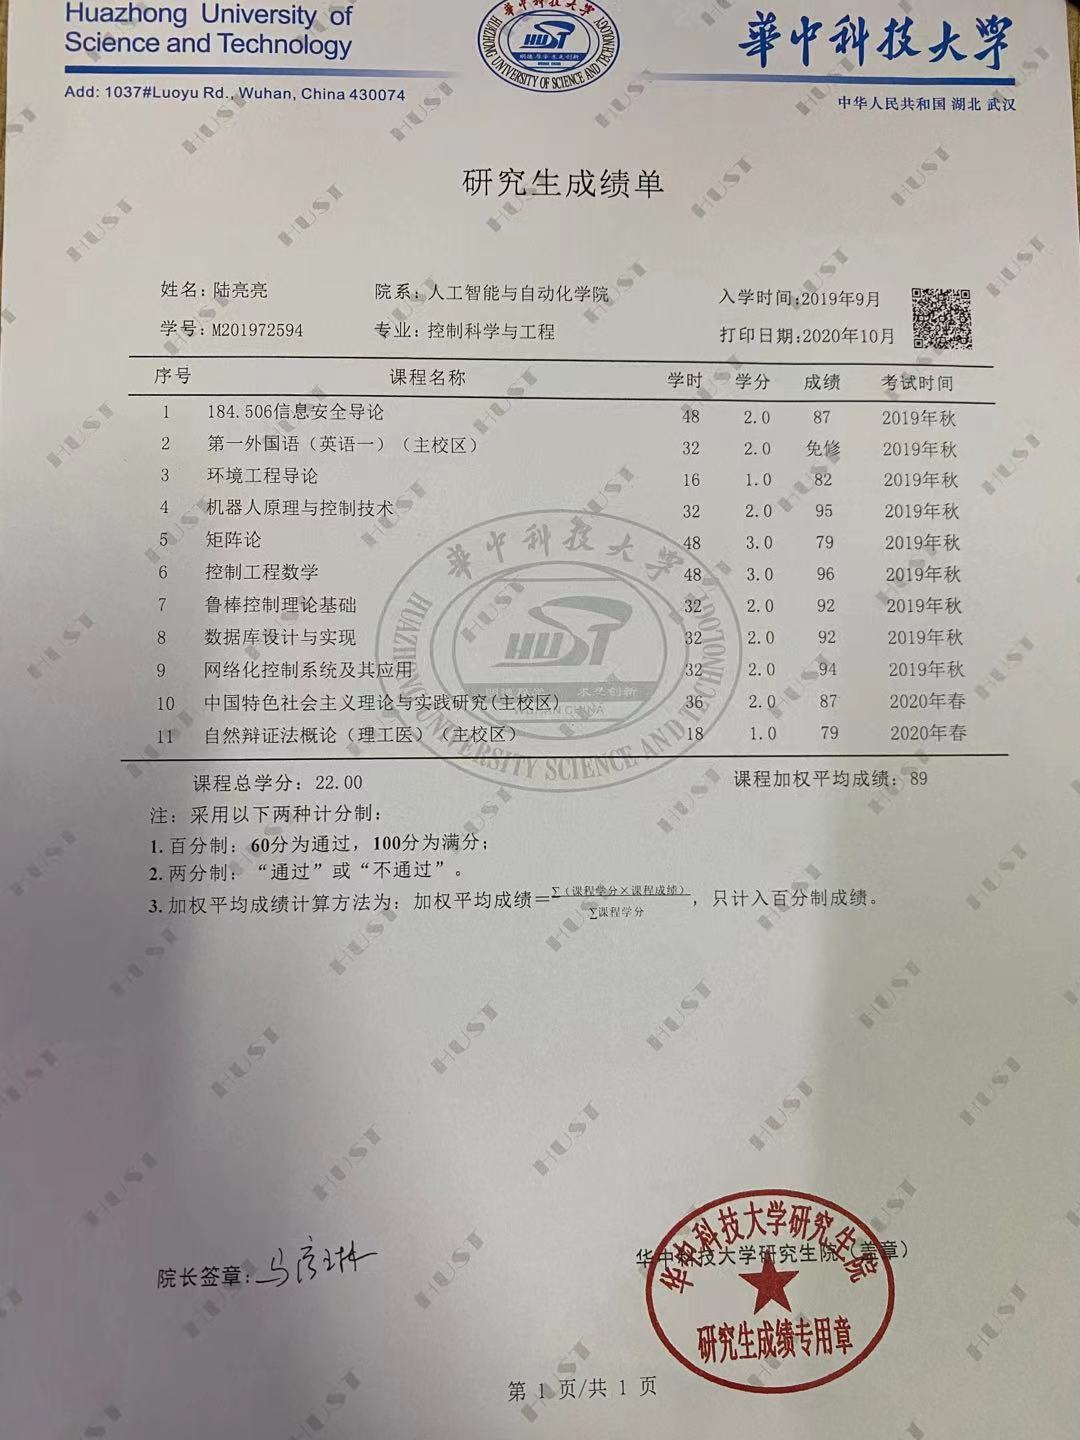 Huazhong University of
Science and Technology
華中科技大学
Add: 1037#Luoyu Rd., Wuhan, China 430074
中华人民共和国 湖北 武汉
研究生成绩单
姓名: 陆亮亮 院系: 人工智能与自动化学院 入学时间:2019年9月
学号: M201972594 专业: 控制科学与工程 打印日期:2020年10月
序号 课程名称 学时 学分 成绩 考试时间
1 184.506信息安全导论 48 2.0 87 2019年秋
2 第一外国语（英语一）（主校区） 32 2.0 免修 2019年秋
3 环境工程导论 16 1.0 82 2019年秋
4 机器人原理与控制技术 32 2.0 95 2019年秋
5 矩阵论 48 3.0 79 2019年秋
6 控制工程数学 48 3.0 96 2019年秋
7 鲁棒控制理论基础 32 2.0 92 2019年秋
8 数据库设计与实现 32 2.0 92 2019年秋
9 网络化控制系统及其应用 32 2.0 94 2019年秋
10 中国特色社会主义理论与实践研究(主校区) 36 2.0 87 2020年春
11 自然辩证法概论（理工医）（主校区） 18 1.0 79 2020年春
课程总学分: 22.00 课程加权平均成绩: 89
注: 采用以下两种计分制:
1. 百分制: 60分为通过, 100分为满分;
2. 两分制: “通过”或“不通过”。
3. 加权平均成绩计算方法为: 加权平均成绩=∑(课程学分×课程成绩)/∑课程学分, 只计入百分制成绩。
院长签章:
华中科技大学研究生院（盖章）
华中科技大学研究生院
研究生成绩专用章
第 1 页/共 1 页